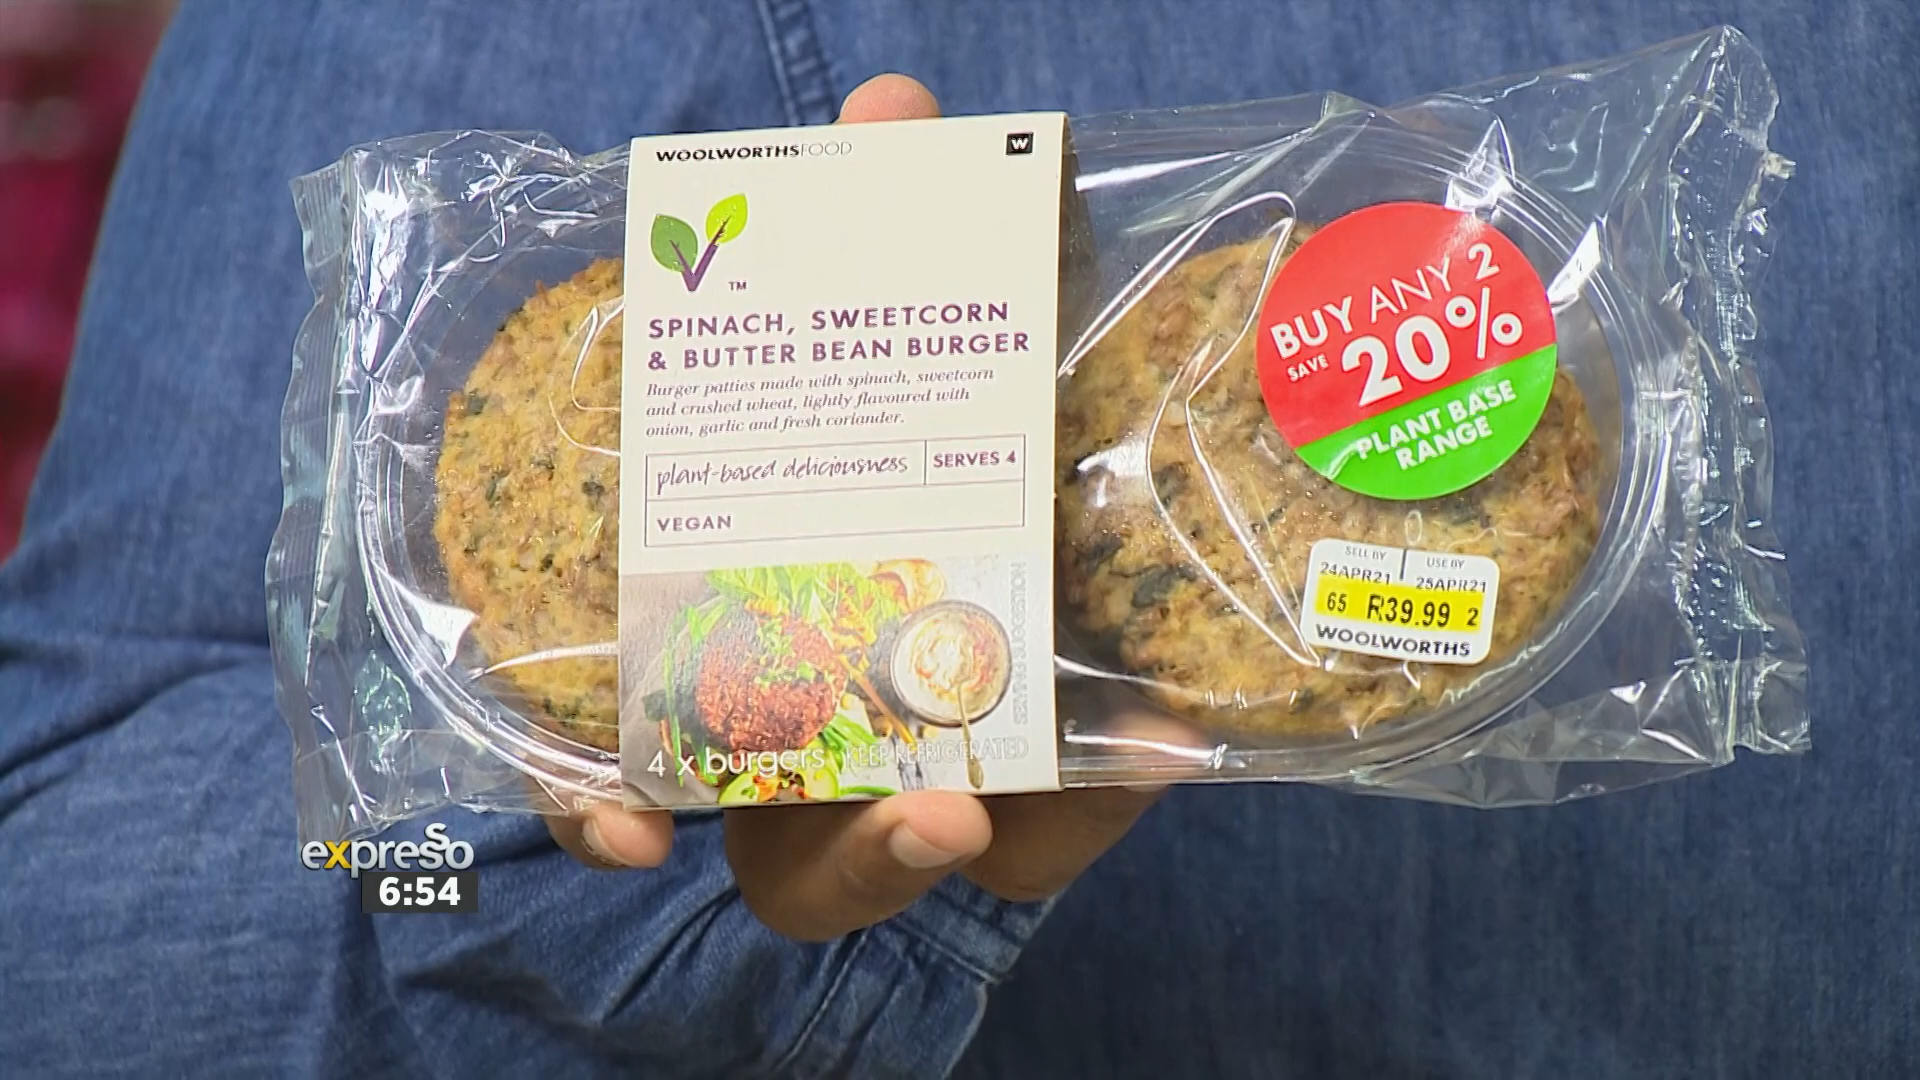 WOOLWORTHSFOOD
W
TM
SPINACH, SWEETCORN
& BUTTER BEAN BURGER
Burger patties made with spinach, sweetcorn
and crushed wheat, lightly flavoured with
onion, garlic and fresh coriander.
plant-based deliciousness
SERVES 4
VEGAN
SERVING SUGGESTION
4 x burgers KEEP REFRIGERATED
BUY ANY 2
SAVE 20%
PLANT BASE
RANGE
SELL BY USE BY
24APR21 25APR21
65 R39.99 2
WOOLWORTHS
expresso
6:54